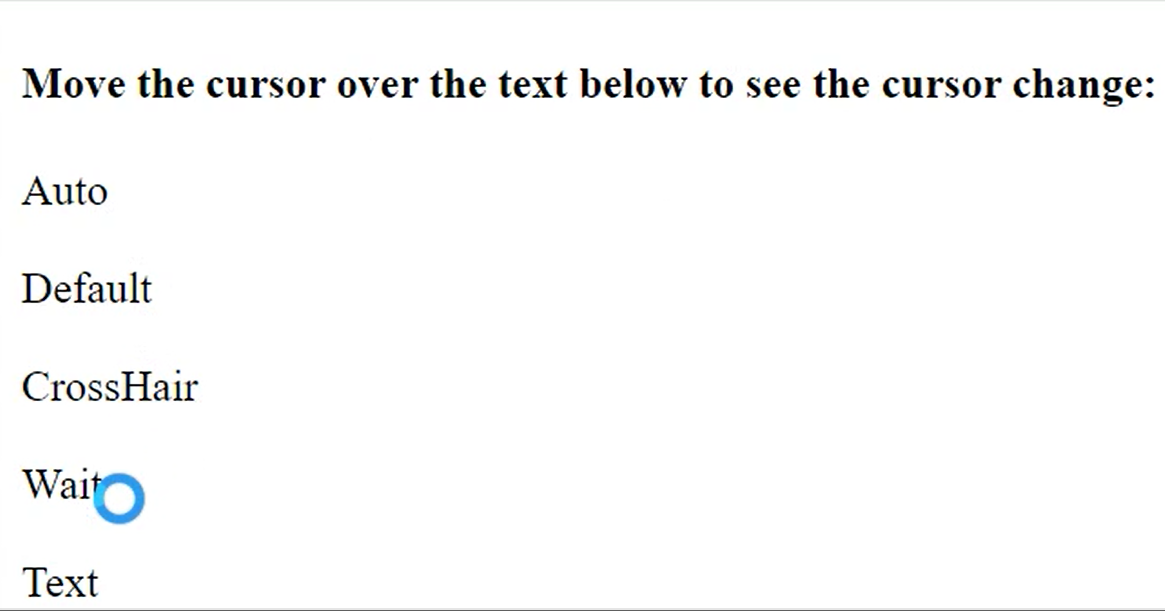 Move the cursor over the text below to see the cursor change:
Auto
Default
CrossHair
Wait
Text